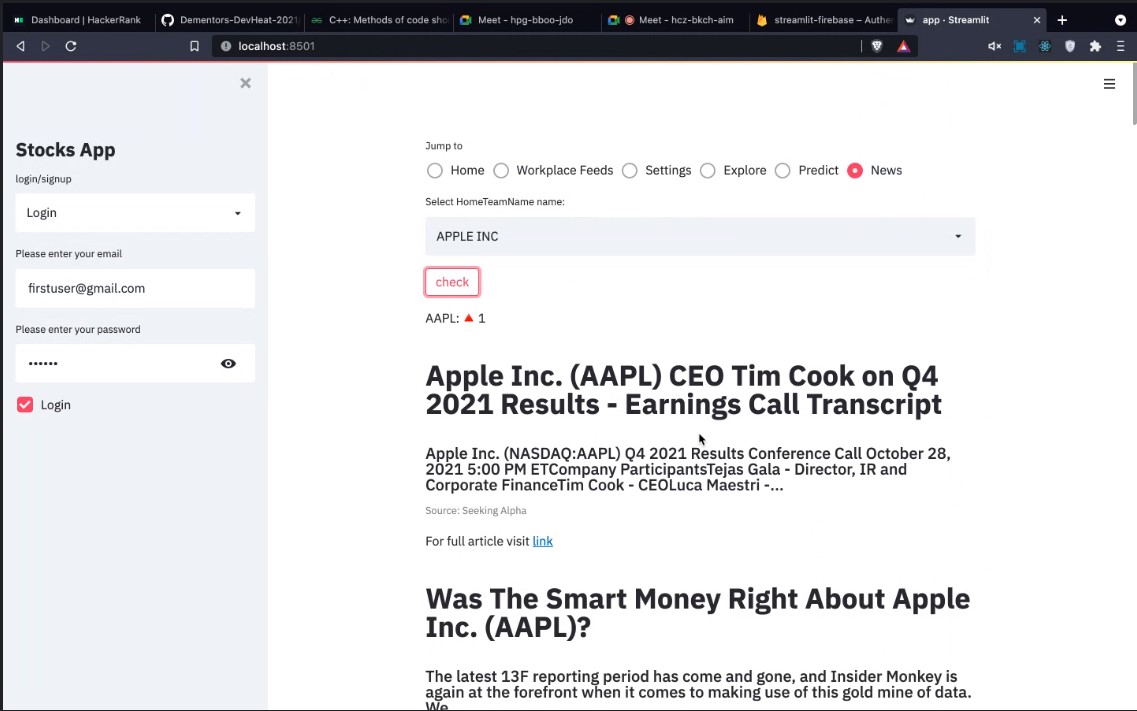 Dashboard | HackerRank
Dementors-DevHeat-2021
C++: Methods of code sho
Meet - hpg-bboo-jdo
Meet - hcz-bkch-aim
streamlit-firebase – Authe
app · Streamlit
localhost:8501
Stocks App
login/signup
Login
Please enter your email
firstuser@gmail.com
Please enter your password
Login
Jump to
Home Workplace Feeds Settings Explore Predict News
Select HomeTeamName name:
APPLE INC
check
AAPL: 🔺 1
Apple Inc. (AAPL) CEO Tim Cook on Q4
2021 Results - Earnings Call Transcript
Apple Inc. (NASDAQ:AAPL) Q4 2021 Results Conference Call October 28,
2021 5:00 PM ETCompany ParticipantsTejas Gala - Director, IR and
Corporate FinanceTim Cook - CEOLuca Maestri -...
Source: Seeking Alpha
For full article visit link
Was The Smart Money Right About Apple
Inc. (AAPL)?
The latest 13F reporting period has come and gone, and Insider Monkey is
again at the forefront when it comes to making use of this gold mine of data.
We